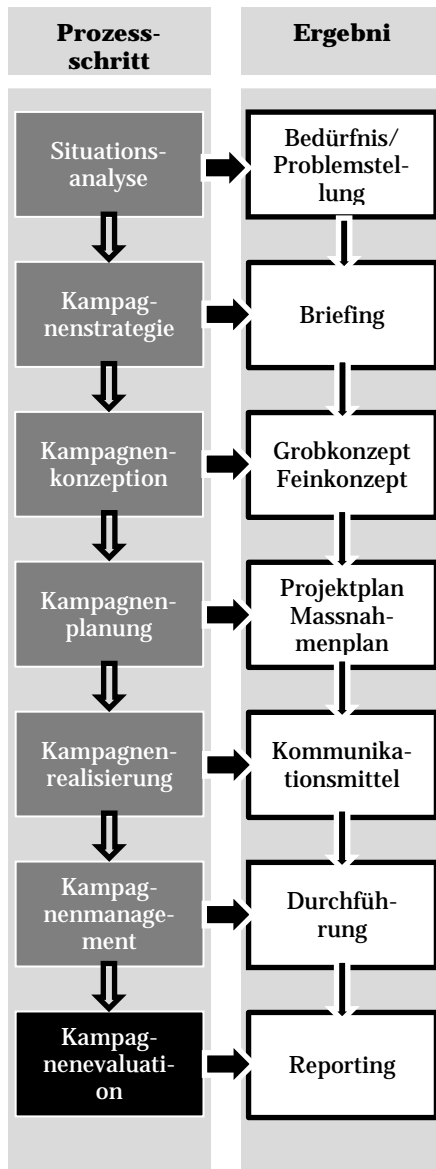 Prozess-
schritt
Ergebni
Situations-
analyse
Bedürfnis/
Problemstel-
lung
Kampag-
nenstrategie
Briefing
Kampagnen-
konzeption
Grobkonzept
Feinkonzept
Kampagnen-
planung
Projektplan
Massnah-
menplan
Kampagnen-
realisierung
Kommunika-
tionsmittel
Kampag-
nenmanage-
ment
Durchfüh-
rung
Kampag-
nenevaluati-
on
Reporting